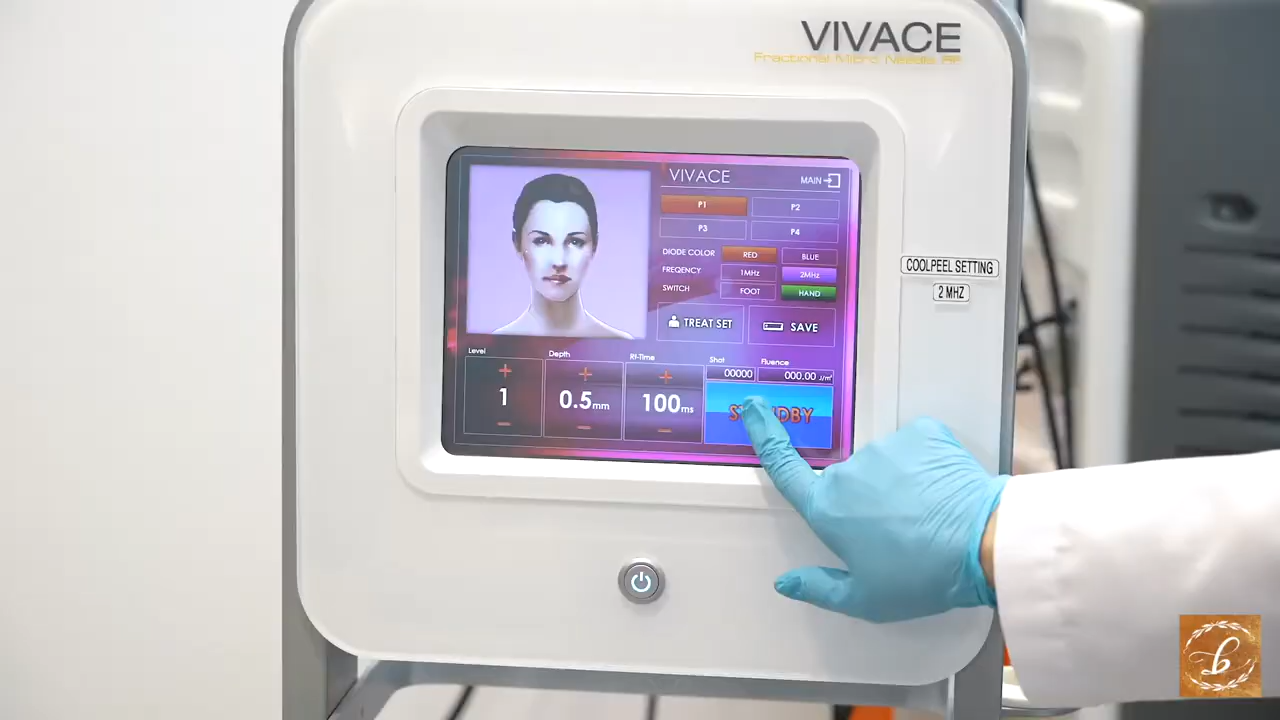 VIVACE
Fractional Micro Needle RF
VIVACE
MAIN
P1
P2
P3
P4
DIODE COLOR
RED
BLUE
FREQENCY
1MHz
2MHz
SWITCH
FOOT
HAND
TREAT SET
SAVE
Level
Depth
Rf-Time
Shot
Fluence
00000
000.00 J/㎠
+
+
+
1
0.5mm
100ms
STANDBY
COOLPEEL SETTING
2 MHZ
b